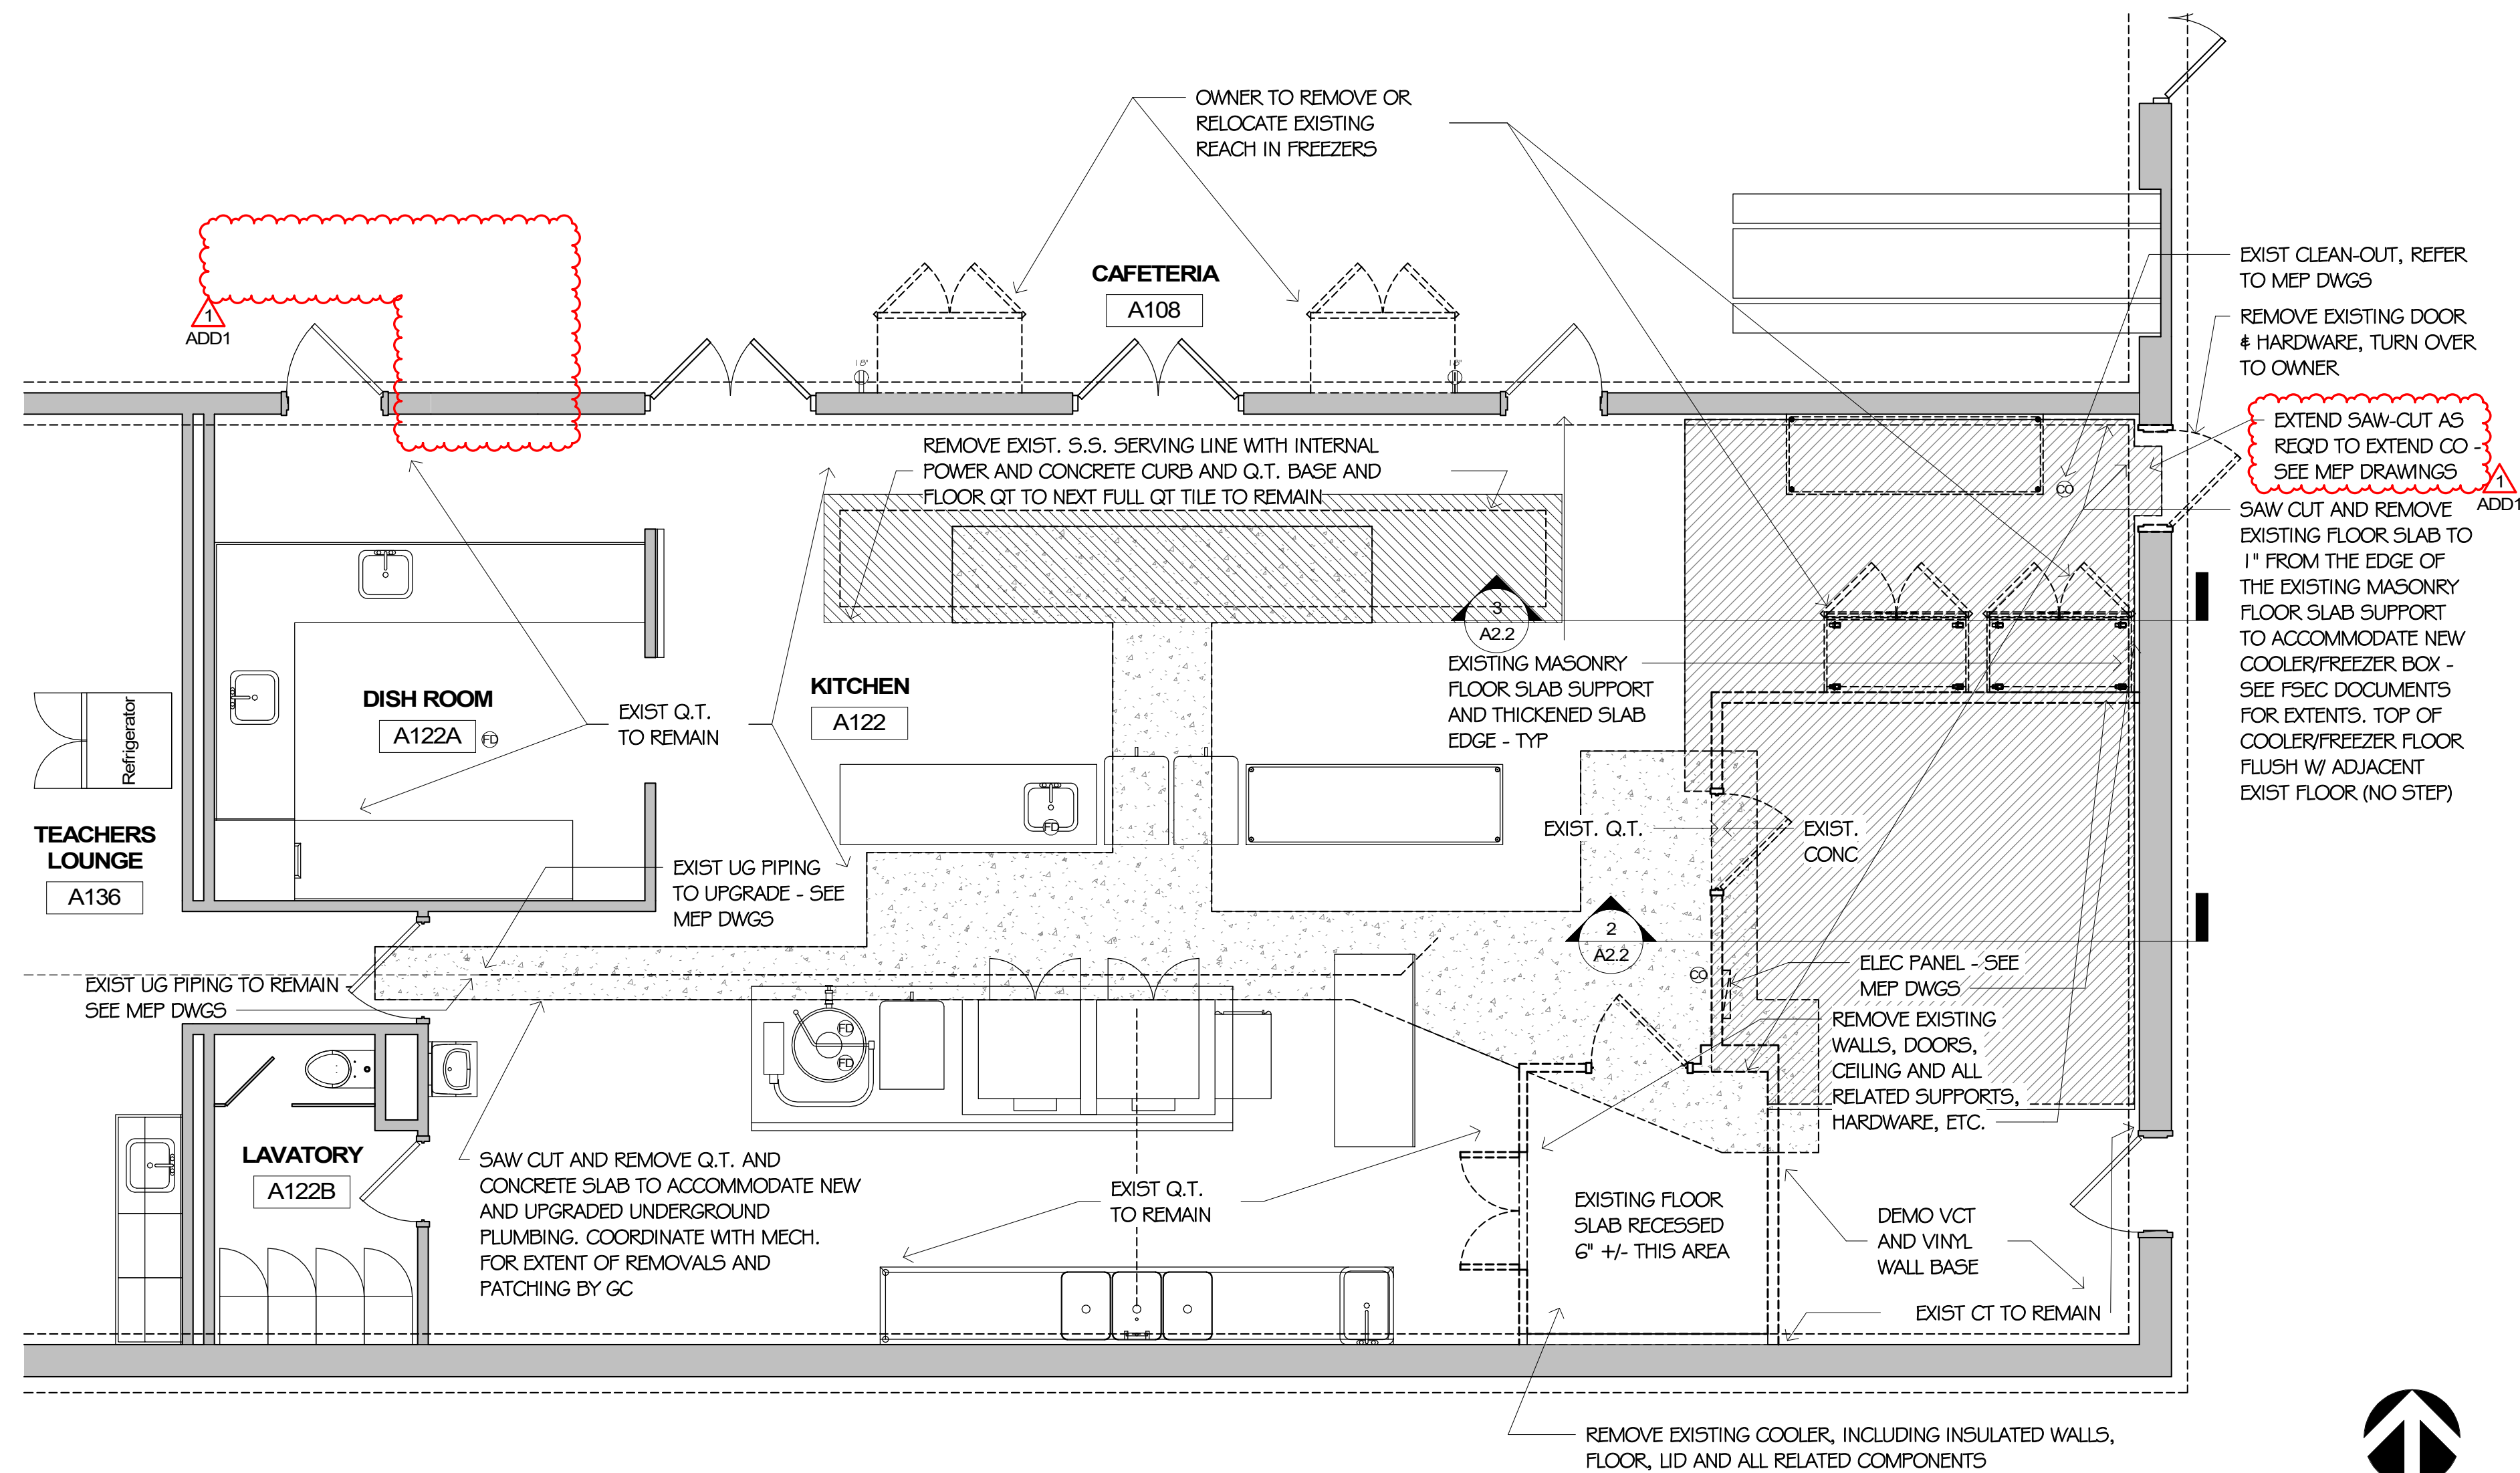 OWNER TO REMOVE OR
RELOCATE EXISTING
REACH IN FREEZERS
CAFETERIA
A108
1
ADD1
18"
18"
EXIST CLEAN-OUT, REFER
TO MEP DWGS
REMOVE EXISTING DOOR
& HARDWARE, TURN OVER
TO OWNER
EXTEND SAW-CUT AS
REQ'D TO EXTEND CO -
SEE MEP DRAWINGS
1
ADD1
SAW CUT AND REMOVE
EXISTING FLOOR SLAB TO
1" FROM THE EDGE OF
THE EXISTING MASONRY
FLOOR SLAB SUPPORT
TO ACCOMMODATE NEW
COOLER/FREEZER BOX -
SEE FSEC DOCUMENTS
FOR EXTENTS. TOP OF
COOLER/FREEZER FLOOR
FLUSH W/ ADJACENT
EXIST FLOOR (NO STEP)
REMOVE EXIST. S.S. SERVING LINE WITH INTERNAL
POWER AND CONCRETE CURB AND Q.T. BASE AND
FLOOR QT TO NEXT FULL QT TILE TO REMAIN
CO
3
A2.2
EXISTING MASONRY
FLOOR SLAB SUPPORT
AND THICKENED SLAB
EDGE - TYP
DISH ROOM
A122A
FD
EXIST Q.T.
TO REMAIN
KITCHEN
A122
Refrigerator
TEACHERS
LOUNGE
A136
FD
EXIST. Q.T.
EXIST.
CONC
EXIST UG PIPING
TO UPGRADE - SEE
MEP DWGS
2
A2.2
CO
ELEC PANEL - SEE
MEP DWGS
EXIST UG PIPING TO REMAIN -
SEE MEP DWGS
FD
FD
REMOVE EXISTING
WALLS, DOORS,
CEILING AND ALL
RELATED SUPPORTS,
HARDWARE, ETC.
LAVATORY
A122B
SAW CUT AND REMOVE Q.T. AND
CONCRETE SLAB TO ACCOMMODATE NEW
AND UPGRADED UNDERGROUND
PLUMBING. COORDINATE WITH MECH.
FOR EXTENT OF REMOVALS AND
PATCHING BY GC
EXIST Q.T.
TO REMAIN
EXISTING FLOOR
SLAB RECESSED
6" +/- THIS AREA
DEMO VCT
AND VINYL
WALL BASE
EXIST CT TO REMAIN
REMOVE EXISTING COOLER, INCLUDING INSULATED WALLS,
FLOOR, LID AND ALL RELATED COMPONENTS